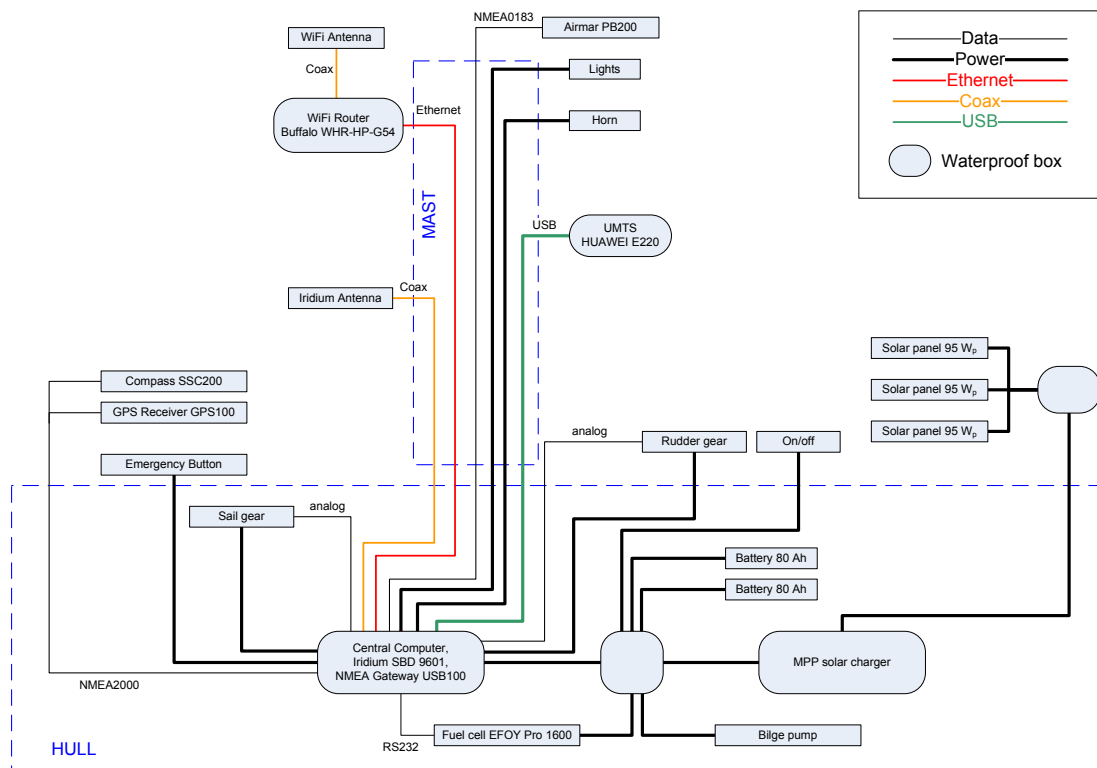 NMEA0183
Airmar PB200
WiFi Antenna
Coax
Lights
Ethernet
WiFi Router
Buffalo WHR-HP-G54
Horn
Data
Power
Ethernet
Coax
USB
Waterproof box
MAST
USB
UMTS
HUAWEI E220
Coax
Iridium Antenna
Solar panel 95 Wp
Solar panel 95 Wp
Solar panel 95 Wp
Compass SSC200
GPS Receiver GPS100
Emergency Button
analog
Rudder gear
On/off
Sail gear
analog
Battery 80 Ah
Battery 80 Ah
Central Computer,
Iridium SBD 9601,
NMEA Gateway USB100
MPP solar charger
NMEA2000
RS232
Fuel cell EFOY Pro 1600
Bilge pump
HULL